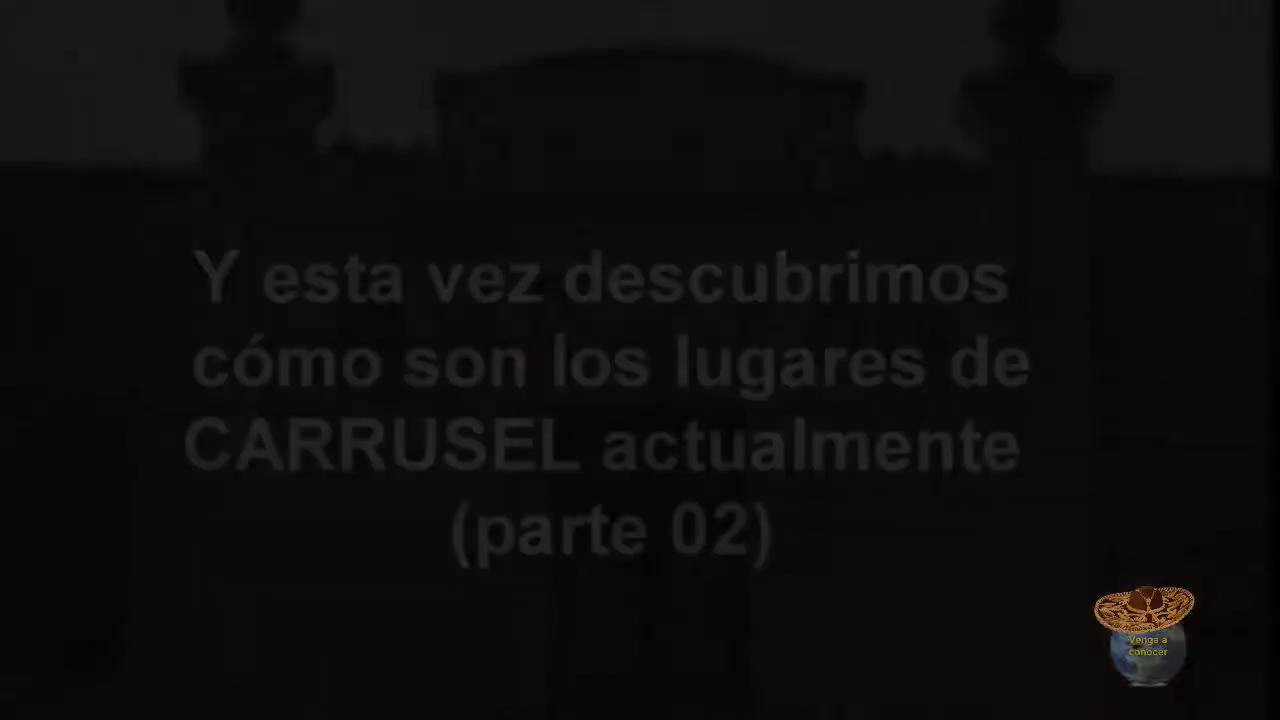 Y esta vez descubrimos
cómo son los lugares de
CARRUSEL actualmente
(parte 02)
Venga a
conocer